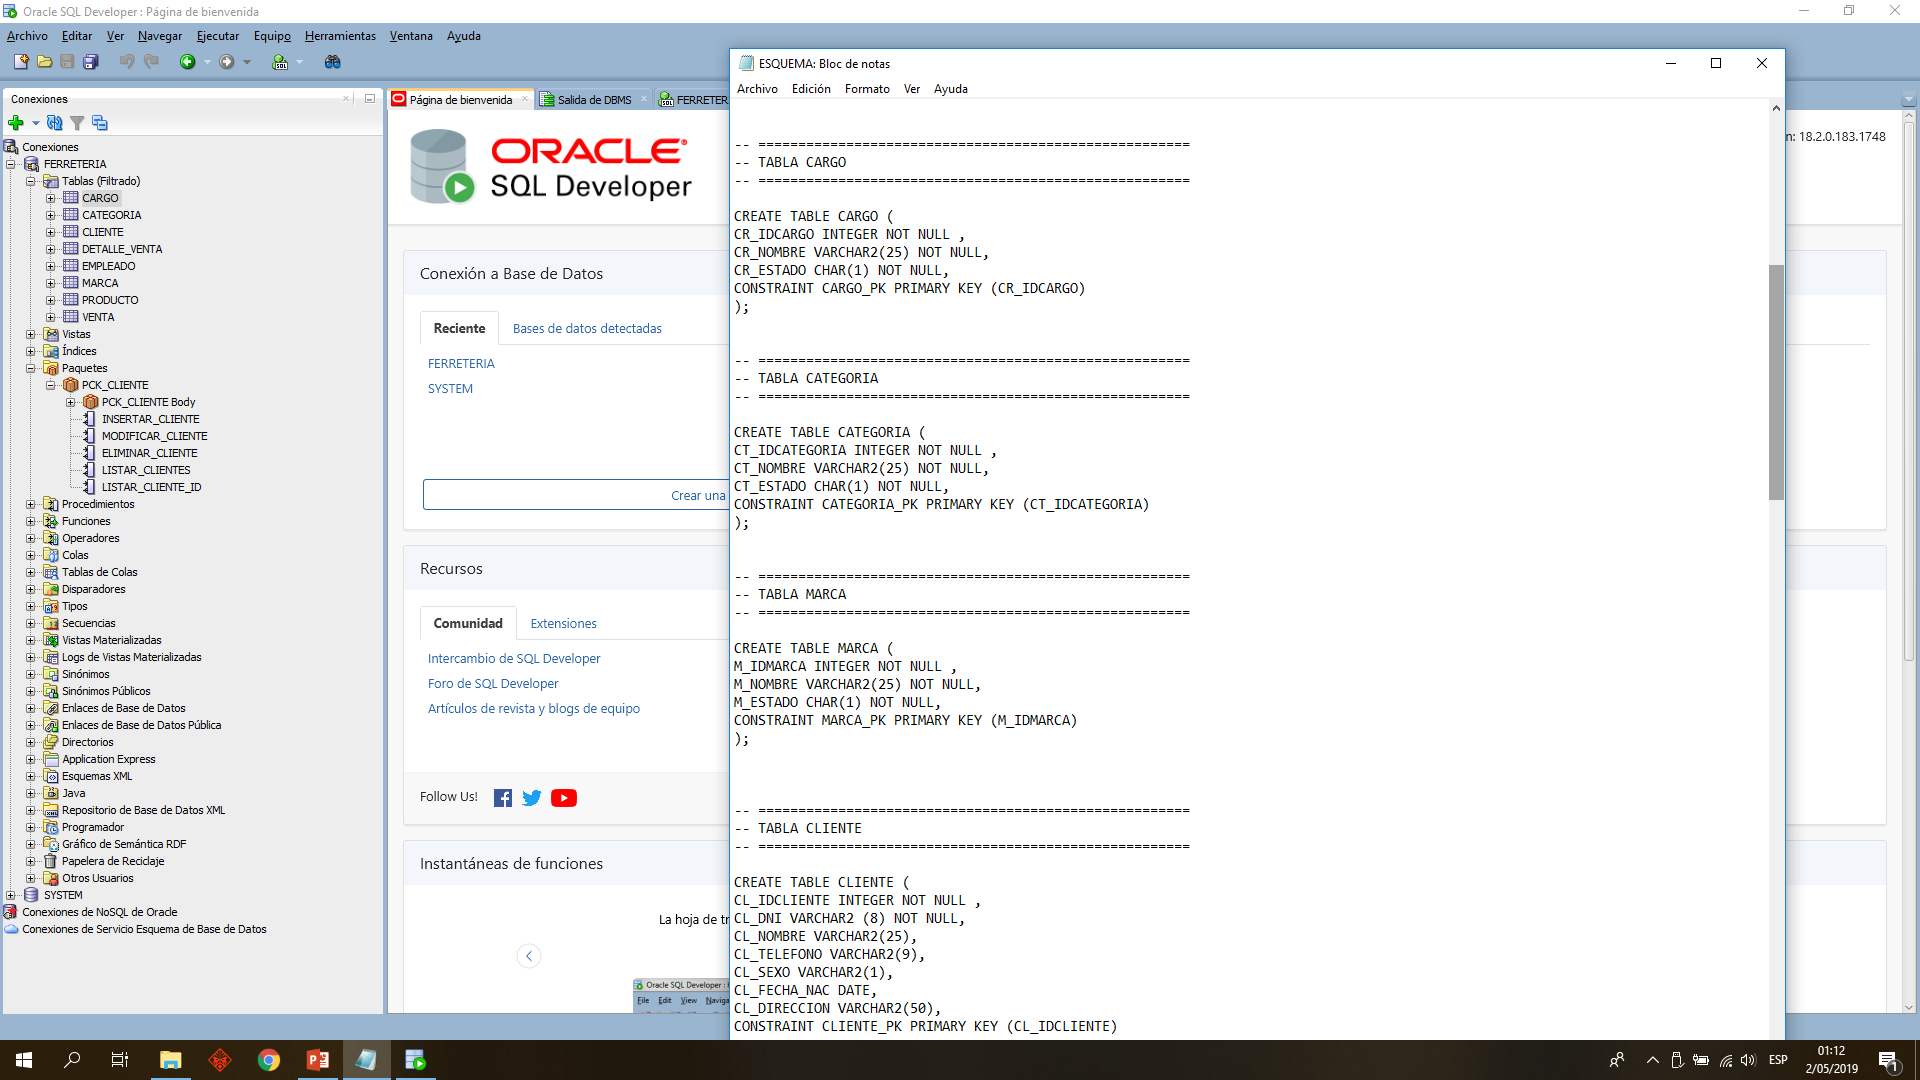 Oracle SQL Developer : Página de bienvenida
Archivo Editar Ver Navegar Ejecutar Equipo Herramientas Ventana Ayuda
Conexiones
Conexiones
FERRETERIA
Tablas (Filtrado)
CARGO
CATEGORIA
CLIENTE
DETALLE_VENTA
EMPLEADO
MARCA
PRODUCTO
VENTA
Vistas
Índices
Paquetes
PCK_CLIENTE
PCK_CLIENTE Body
INSERTAR_CLIENTE
MODIFICAR_CLIENTE
ELIMINAR_CLIENTE
LISTAR_CLIENTES
LISTAR_CLIENTE_ID
Procedimientos
Funciones
Operadores
Colas
Tablas de Colas
Disparadores
Tipos
Secuencias
Vistas Materializadas
Logs de Vistas Materializadas
Sinónimos
Sinónimos Públicos
Enlaces de Base de Datos
Enlaces de Base de Datos Pública
Directorios
Application Express
Esquemas XML
Java
Repositorio de Base de Datos XML
Programador
Gráfico de Semántica RDF
Papelera de Reciclaje
Otros Usuarios
SYSTEM
Conexiones de NoSQL de Oracle
Conexiones de Servicio Esquema de Base de Datos
Página de bienvenida Salida de DBMS FERRETER
ORACLE
SQL Developer
n: 18.2.0.183.1748
Conexión a Base de Datos
Reciente Bases de datos detectadas
FERRETERIA
SYSTEM
Crear una
Recursos
Comunidad Extensiones
Intercambio de SQL Developer
Foro de SQL Developer
Artículos de revista y blogs de equipo
Follow Us!
Instantáneas de funciones
La hoja de tr
Oracle SQL Developer :
File Edit View Naviga
ESQUEMA: Bloc de notas
Archivo Edición Formato Ver Ayuda
-- ======================================================
-- TABLA CARGO
-- ======================================================
CREATE TABLE CARGO (
CR_IDCARGO INTEGER NOT NULL ,
CR_NOMBRE VARCHAR2(25) NOT NULL,
CR_ESTADO CHAR(1) NOT NULL,
CONSTRAINT CARGO_PK PRIMARY KEY (CR_IDCARGO)
);
-- ======================================================
-- TABLA CATEGORIA
-- ======================================================
CREATE TABLE CATEGORIA (
CT_IDCATEGORIA INTEGER NOT NULL ,
CT_NOMBRE VARCHAR2(25) NOT NULL,
CT_ESTADO CHAR(1) NOT NULL,
CONSTRAINT CATEGORIA_PK PRIMARY KEY (CT_IDCATEGORIA)
);
-- ======================================================
-- TABLA MARCA
-- ======================================================
CREATE TABLE MARCA (
M_IDMARCA INTEGER NOT NULL ,
M_NOMBRE VARCHAR2(25) NOT NULL,
M_ESTADO CHAR(1) NOT NULL,
CONSTRAINT MARCA_PK PRIMARY KEY (M_IDMARCA)
);
-- ======================================================
-- TABLA CLIENTE
-- ======================================================
CREATE TABLE CLIENTE (
CL_IDCLIENTE INTEGER NOT NULL ,
CL_DNI VARCHAR2 (8) NOT NULL,
CL_NOMBRE VARCHAR2(25),
CL_TELEFONO VARCHAR2(9),
CL_SEXO VARCHAR2(1),
CL_FECHA_NAC DATE,
CL_DIRECCION VARCHAR2(50),
CONSTRAINT CLIENTE_PK PRIMARY KEY (CL_IDCLIENTE)
ESP
01:12
2/05/2019
1